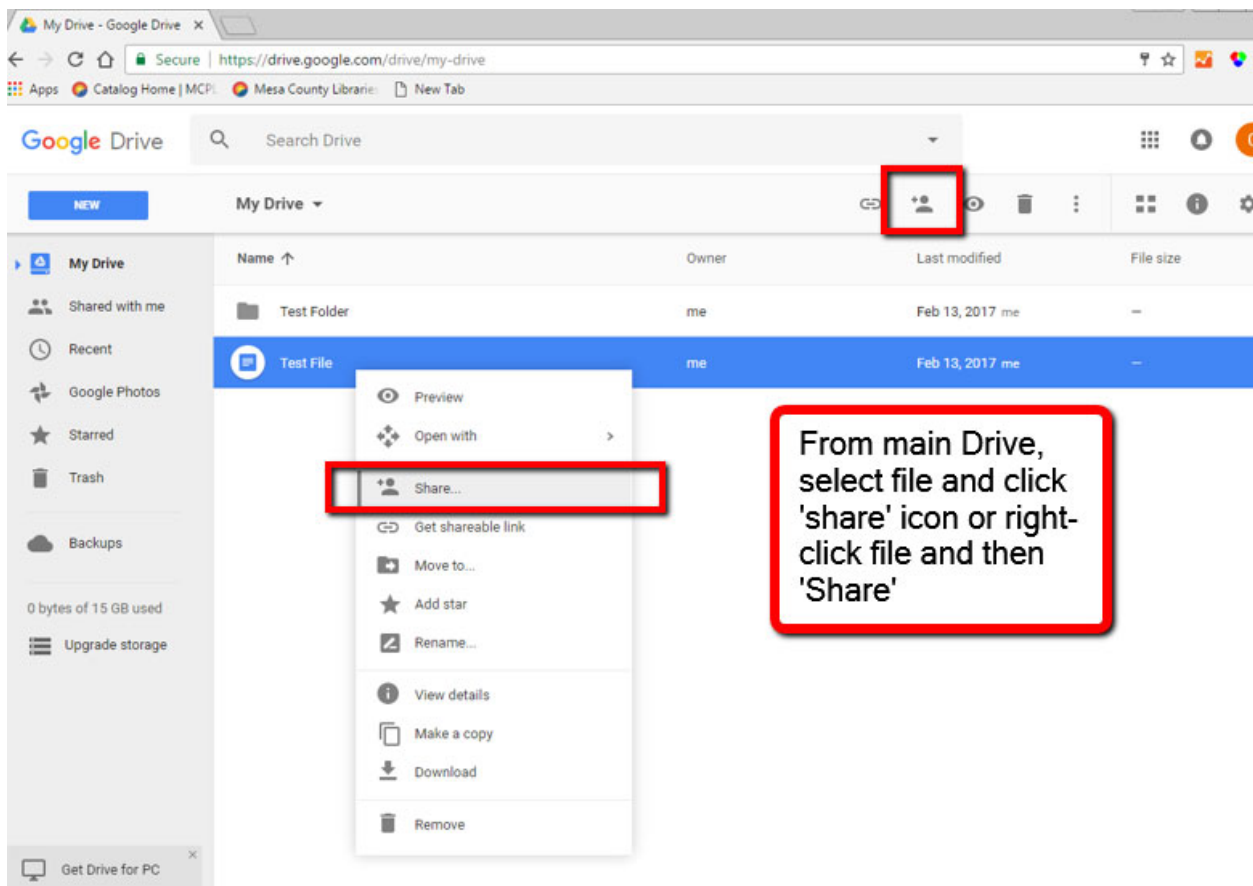 My Drive - Google Drive
Secure | https://drive.google.com/drive/my-drive
Apps Catalog Home | MCPL Mesa County Libraries New Tab
Google Drive Search Drive
NEW My Drive
Name Owner Last modified File size
My Drive
Shared with me
Recent
Google Photos
Starred
Trash
Backups
0 bytes of 15 GB used
Upgrade storage
Get Drive for PC
Test Folder me Feb 13, 2017 me –
Test File me Feb 13, 2017 me –
Preview
Open with
Share...
Get shareable link
Move to...
Add star
Rename...
View details
Make a copy
Download
Remove
From main Drive,
select file and click
'share' icon or right-
click file and then
'Share'